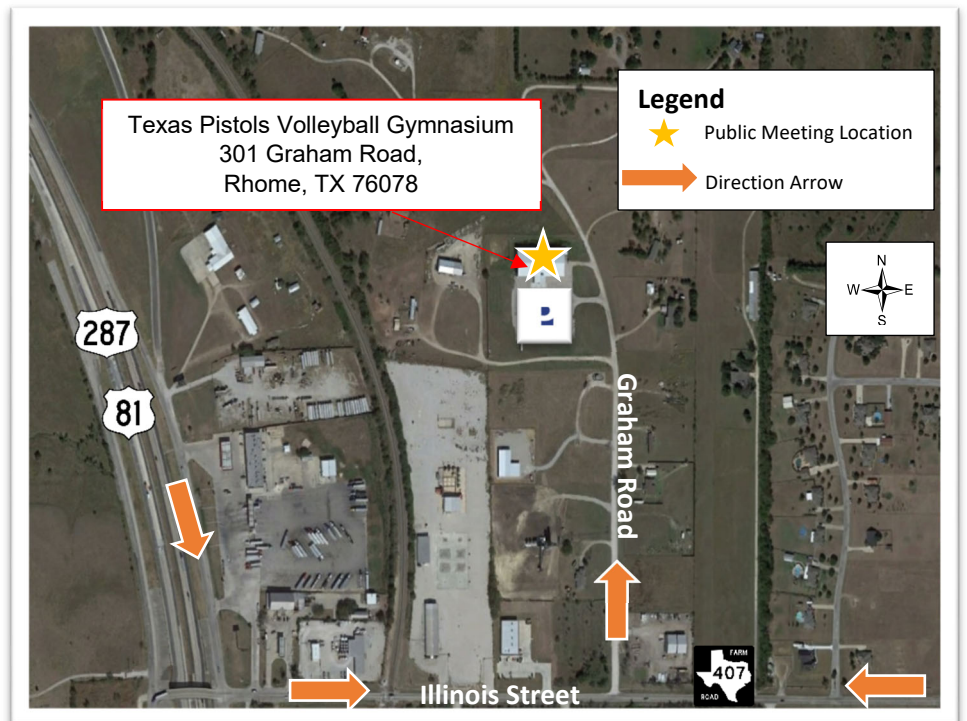 Texas Pistols Volleyball Gymnasium
301 Graham Road,
Rhome, TX 76078
Legend
Public Meeting Location
Direction Arrow
N
W E
S
287
81
Graham Road
FARM
407
ROAD
Illinois Street